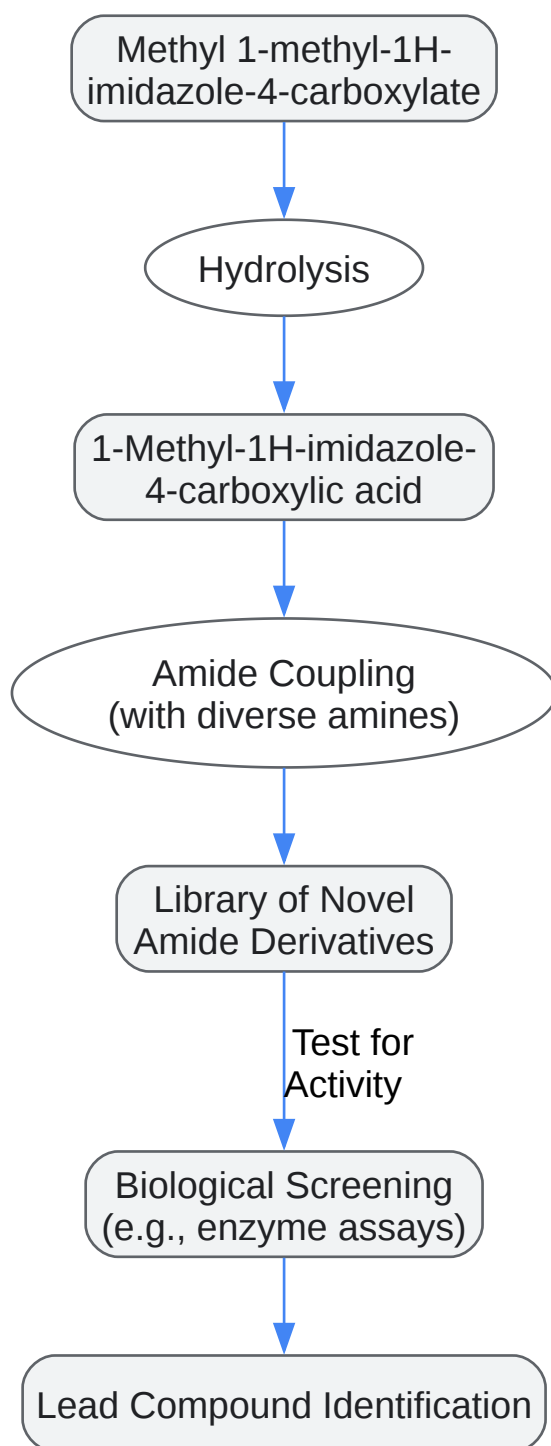 Methyl 1-methyl-1H-
imidazole-4-carboxylate
Hydrolysis
1-Methyl-1H-imidazole-
4-carboxylic acid
Amide Coupling
(with diverse amines)
Library of Novel
Amide Derivatives
Test for
Activity
Biological Screening
(e.g., enzyme assays)
Lead Compound Identification